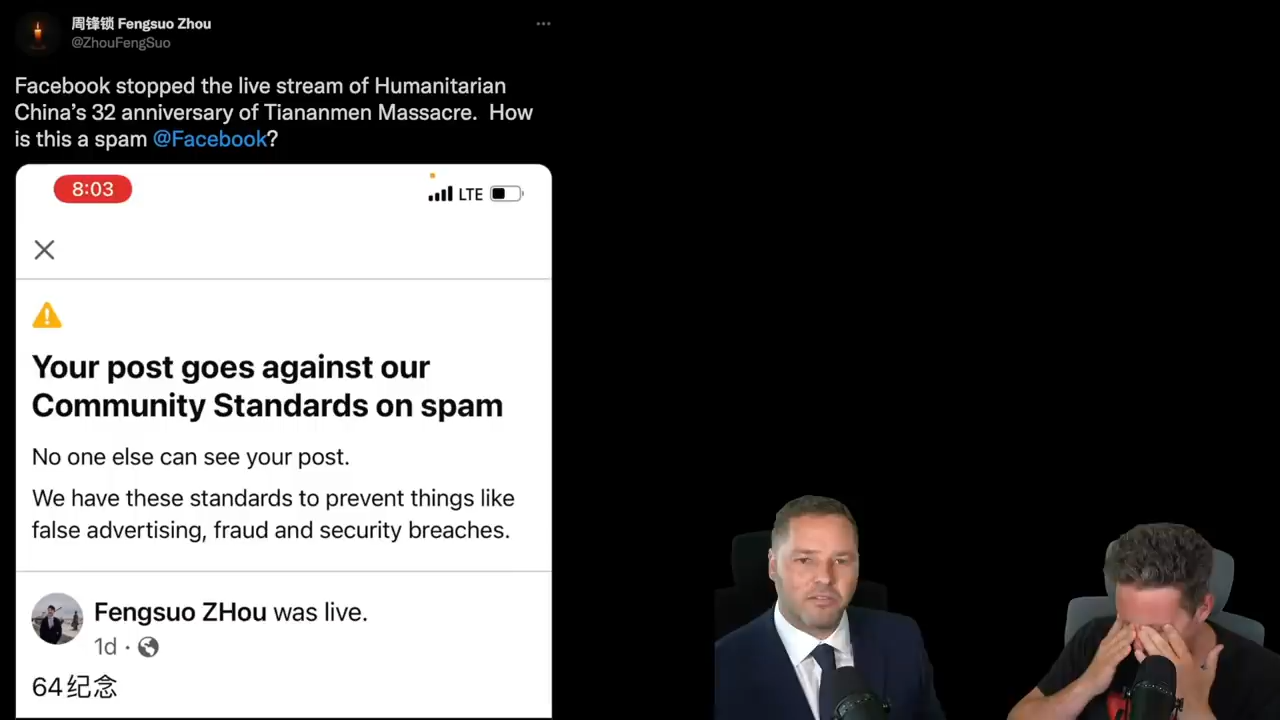 周锋锁 Fengsuo Zhou
@ZhouFengSuo
Facebook stopped the live stream of Humanitarian
China’s 32 anniversary of Tiananmen Massacre.  How
is this a spam @Facebook?
8:03
LTE
Your post goes against our
Community Standards on spam
No one else can see your post.
We have these standards to prevent things like
false advertising, fraud and security breaches.
Fengsuo ZHou was live.
1d ·
64纪念